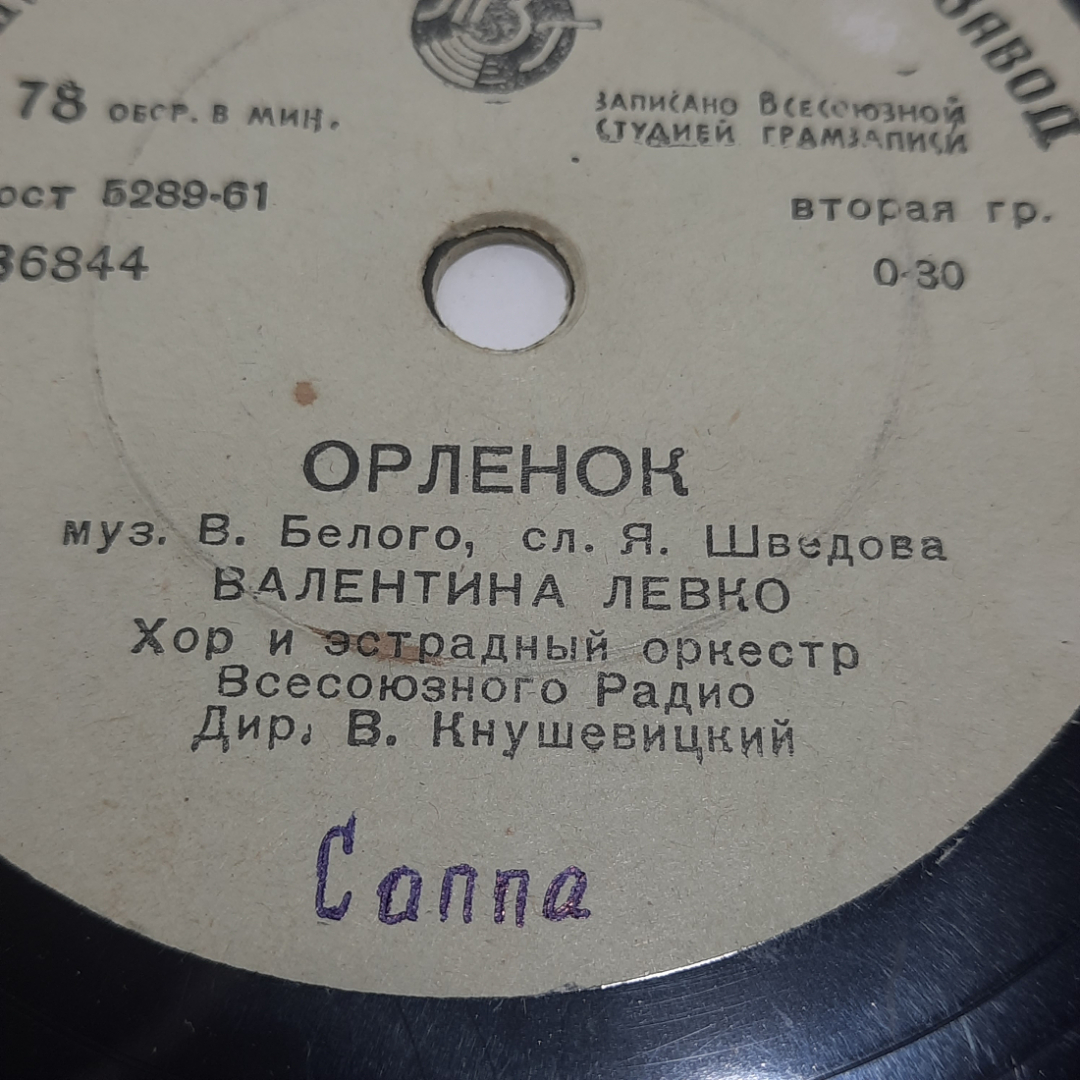 ЗАВОД
78 ОБСР. В МИН.
ЗАПИСАНО ВСЕСОЮЗНОЙ
СТУДИЕЙ ГРАМЗАПИСИ
ост 5289-61
вторая гр.
36844
0-30
ОРЛЕНОК
муз. В. Белого, сл. Я. Шведова
ВАЛЕНТИНА ЛЕВКО
Хор и эстрадный оркестр
Всесоюзного Радио
Дир. В. Кнушевицкий
Саппа